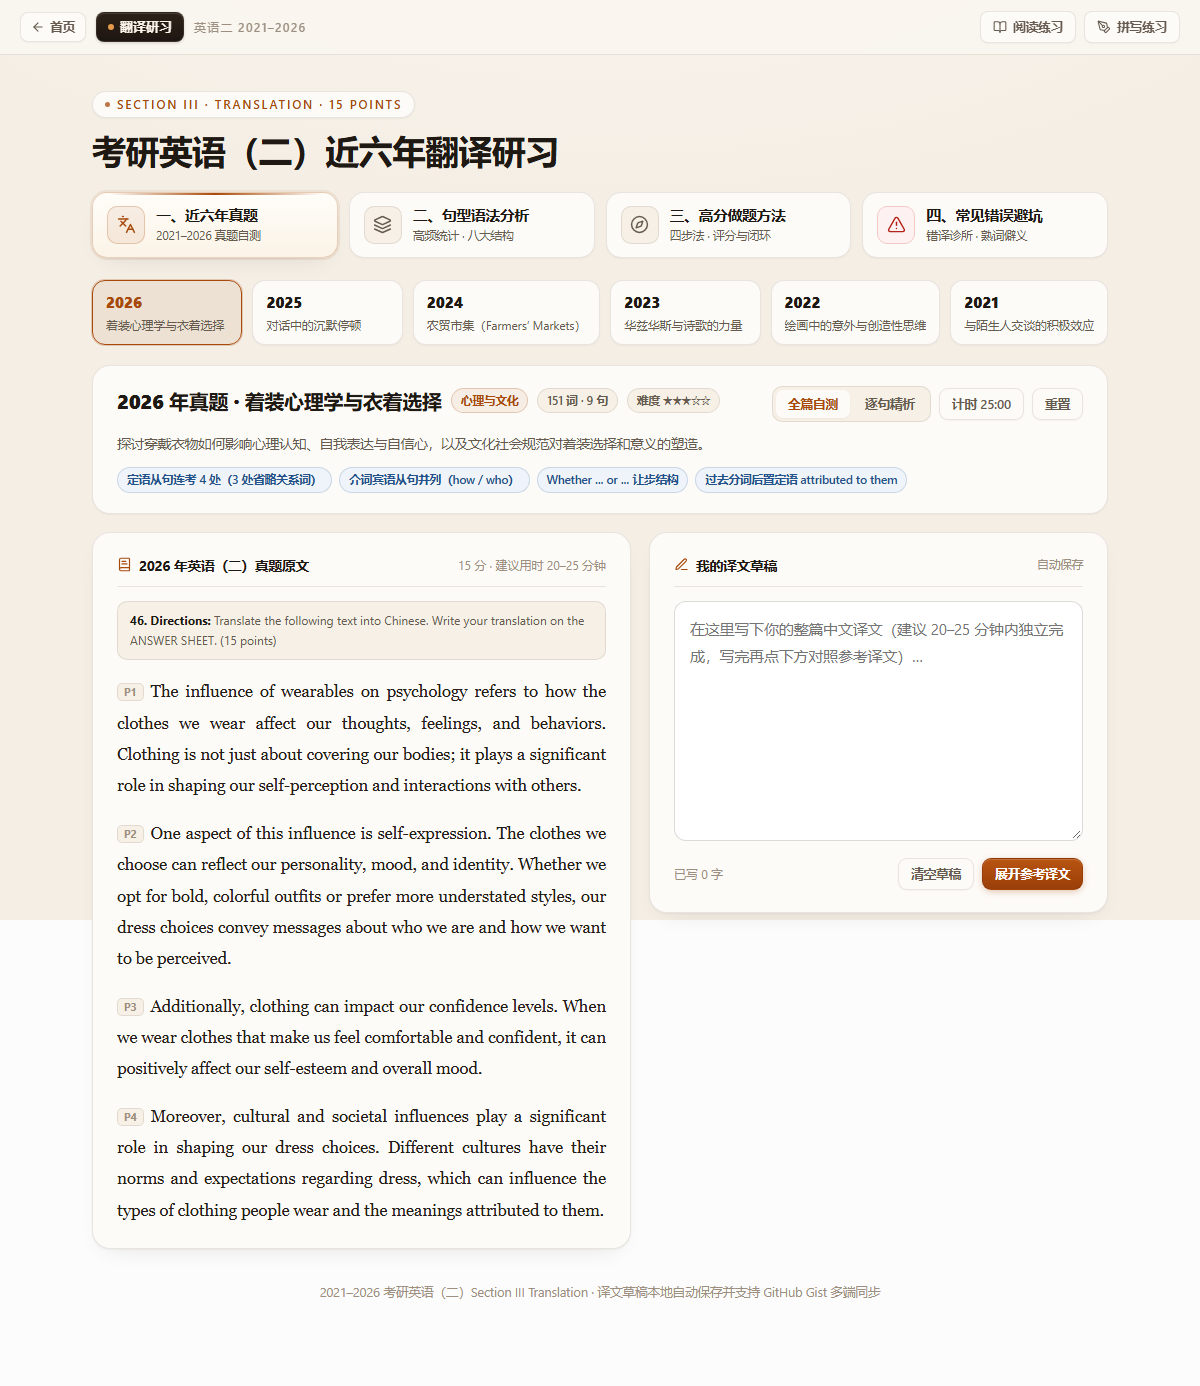 首页
翻译研习
英语二 2021–2026
阅读练习
拼写练习
SECTION III · TRANSLATION · 15 POINTS
考研英语（二）近六年翻译研习
一、近六年真题
2021–2026 真题自测
二、句型语法分析
高频统计 · 八大结构
三、高分做题方法
四步法 · 评分与闭环
四、常见错误避坑
错译诊所 · 熟词僻义
2026
着装心理学与衣着选择
2025
对话中的沉默停顿
2024
农贸市集（Farmers’ Markets）
2023
华兹华斯与诗歌的力量
2022
绘画中的意外与创造性思维
2021
与陌生人交谈的积极效应
2026 年真题 · 着装心理学与衣着选择
心理与文化
151 词 · 9 句
难度 ★★★☆☆
全篇自测
逐句精析
计时 25:00
重置
探讨穿戴衣物如何影响心理认知、自我表达与自信心，以及文化社会规范对着装选择和意义的塑造。
定语从句连考 4 处（3 处省略关系词）
介词宾语从句并列（how / who）
Whether ... or ... 让步结构
过去分词后置定语 attributed to them
2026 年英语（二）真题原文
15 分 · 建议用时 20–25 分钟
46. Directions: Translate the following text into Chinese. Write your translation on the
ANSWER SHEET. (15 points)
P1 The influence of wearables on psychology refers to how the
clothes we wear affect our thoughts, feelings, and behaviors.
Clothing is not just about covering our bodies; it plays a significant
role in shaping our self-perception and interactions with others.
P2 One aspect of this influence is self-expression. The clothes we
choose can reflect our personality, mood, and identity. Whether we
opt for bold, colorful outfits or prefer more understated styles, our
dress choices convey messages about who we are and how we want
to be perceived.
P3 Additionally, clothing can impact our confidence levels. When
we wear clothes that make us feel comfortable and confident, it can
positively affect our self-esteem and overall mood.
P4 Moreover, cultural and societal influences play a significant
role in shaping our dress choices. Different cultures have their
norms and expectations regarding dress, which can influence the
types of clothing people wear and the meanings attributed to them.
我的译文草稿
自动保存
在这里写下你的整篇中文译文（建议 20–25 分钟内独立完
成，写完再点下方对照参考译文）...
已写 0 字
清空草稿
展开参考译文
2021–2026 考研英语（二）Section III Translation · 译文草稿本地自动保存并支持 GitHub Gist 多端同步